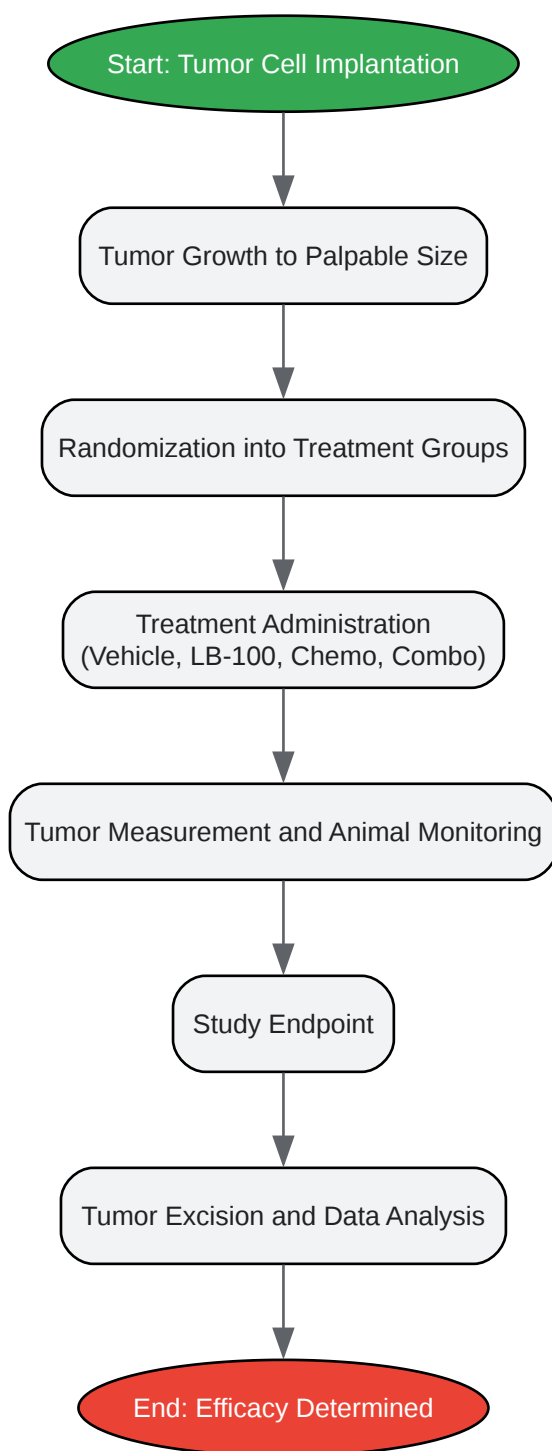 Start: Tumor Cell Implantation
Tumor Growth to Palpable Size
Randomization into Treatment Groups
Treatment Administration
(Vehicle, LB-100, Chemo, Combo)
Tumor Measurement and Animal Monitoring
Study Endpoint
Tumor Excision and Data Analysis
End: Efficacy Determined